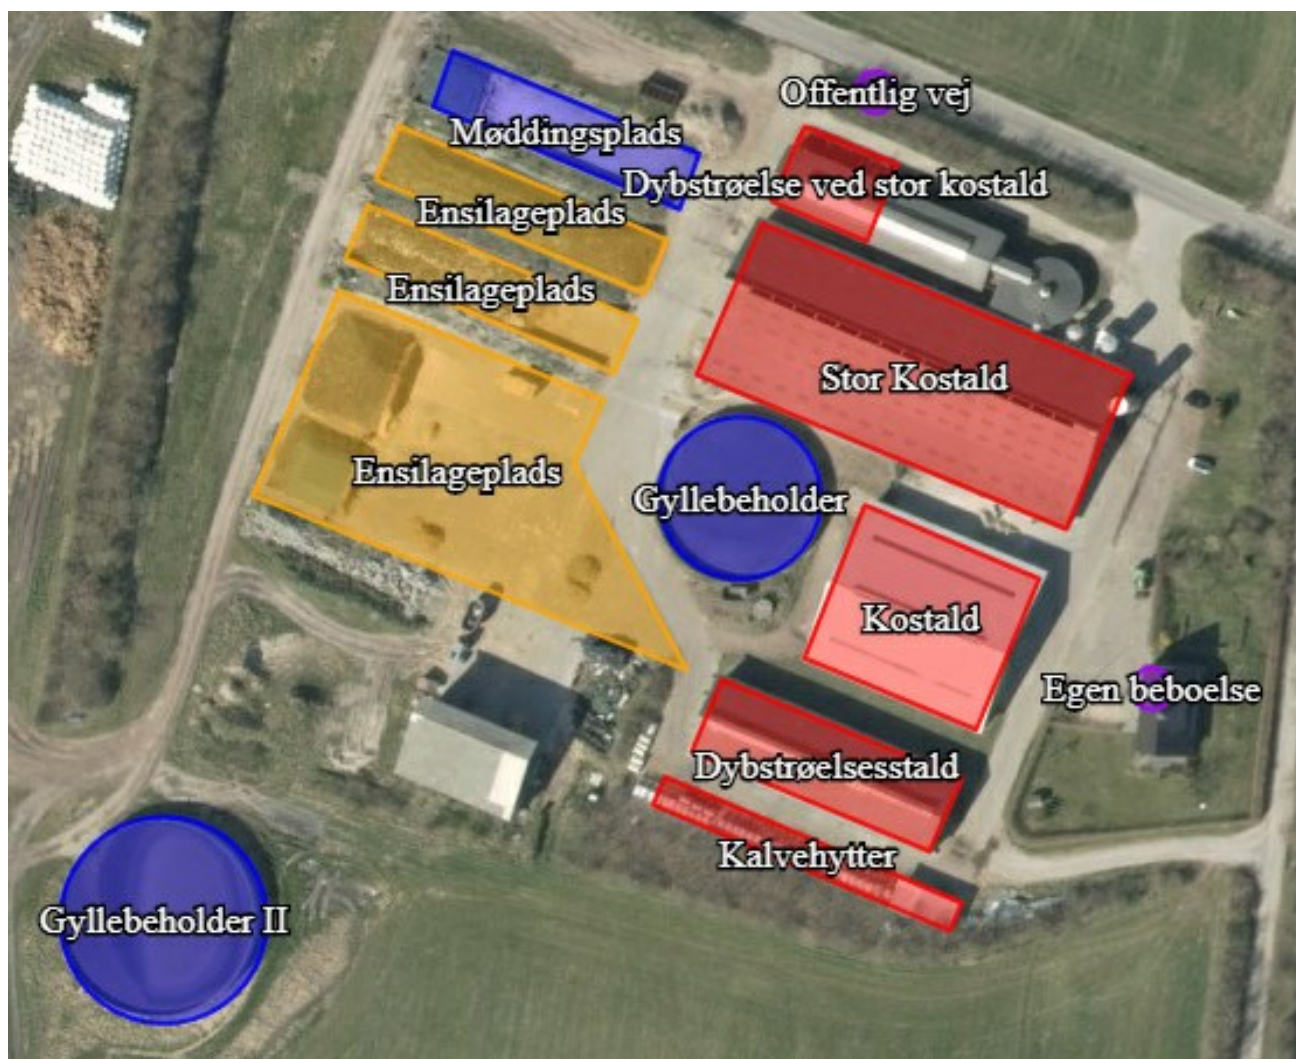 Offentlig vej
Møddingsplads
Dybstrøelse ved stor kostald
Ensilageplads
Ensilageplads
Stor Kostald
Ensilageplads
Gyllebeholder
Kostald
Egen beboelse
Dybstrøelsesstald
Kalvehytter
Gyllebeholder II